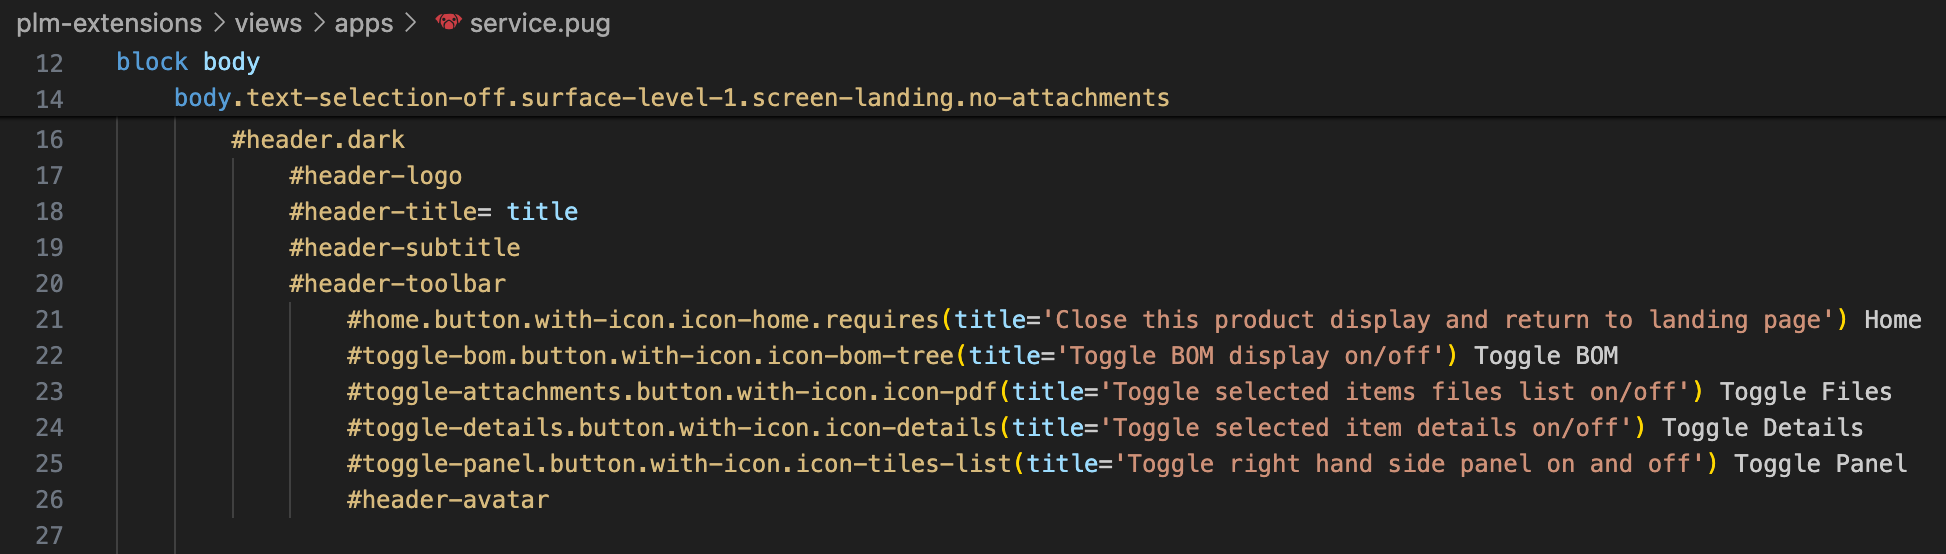 plm-extensions > views > apps > service.pug
12 block body
14 body.text-selection-off.surface-level-1.screen-landing.no-attachments
16 #header.dark
17 #header-logo
18 #header-title= title
19 #header-subtitle
20 #header-toolbar
21 #home.button.with-icon.icon-home.requires(title='Close this product display and return to landing page') Home
22 #toggle-bom.button.with-icon.icon-bom-tree(title='Toggle BOM display on/off') Toggle BOM
23 #toggle-attachments.button.with-icon.icon-pdf(title='Toggle selected items files list on/off') Toggle Files
24 #toggle-details.button.with-icon.icon-details(title='Toggle selected item details on/off') Toggle Details
25 #toggle-panel.button.with-icon.icon-tiles-list(title='Toggle right hand side panel on and off') Toggle Panel
26 #header-avatar
27